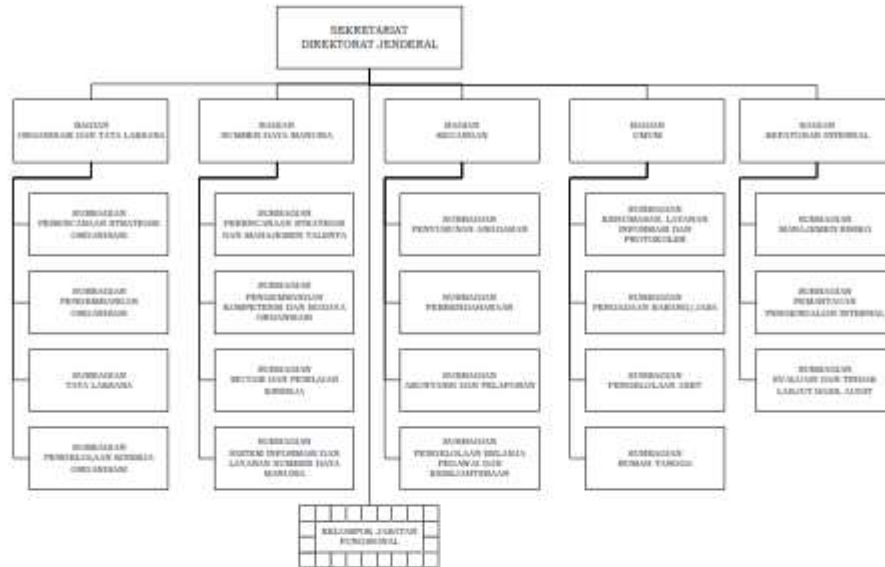 SEKRETARIAT
DIREKTORAT JENDERAL
BAGIAN
ORGANISASI DAN TATA LAKSANA
BAGIAN
SUMBER DAYA MANUSIA
BAGIAN
KEUANGAN
BAGIAN
UMUM
BAGIAN
KEPATUHAN INTERNAL
SUBBAGIAN
PERENCANAAN STRATEGIS
ORGANISASI
SUBBAGIAN
PERENCANAAN STRATEGIS
DAN MANAJEMEN TALENTA
SUBBAGIAN
PENYUSUNAN ANGGARAN
SUBBAGIAN
KEHUMASAN, LAYANAN
INFORMASI DAN
PROTOKOLER
SUBBAGIAN
MANAJEMEN RISIKO
SUBBAGIAN
PENGEMBANGAN
ORGANISASI
SUBBAGIAN
PENGEMBANGAN
KOMPETENSI DAN BUDAYA
ORGANISASI
SUBBAGIAN
PERBENDAHARAAN
SUBBAGIAN
PENGADAAN BARANG/JASA
SUBBAGIAN
PEMANTAUAN
PENGENDALIAN INTERNAL
SUBBAGIAN
TATA LAKSANA
SUBBAGIAN
MUTASI DAN PENILAIAN
KINERJA
SUBBAGIAN
AKUNTANSI DAN PELAPORAN
SUBBAGIAN
PENGELOLAAN ASET
SUBBAGIAN
EVALUASI DAN TINDAK
LANJUT HASIL AUDIT
SUBBAGIAN
PENGELOLAAN KINERJA
ORGANISASI
SUBBAGIAN
SISTEM INFORMASI DAN
LAYANAN SUMBER DAYA
MANUSIA
SUBBAGIAN
PENGELOLAAN BELANJA
PEGAWAI DAN
KESEJAHTERAAN
SUBBAGIAN
RUMAH TANGGA
KELOMPOK JABATAN
FUNGSIONAL